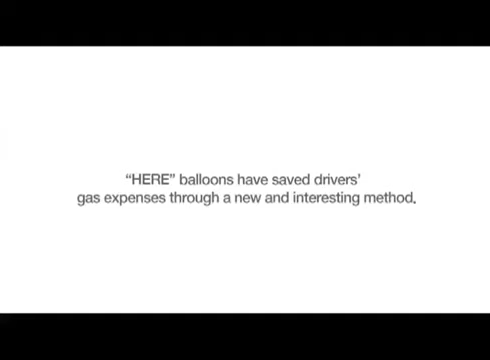 “HERE” balloons have saved drivers’
gas expenses through a new and interesting method.